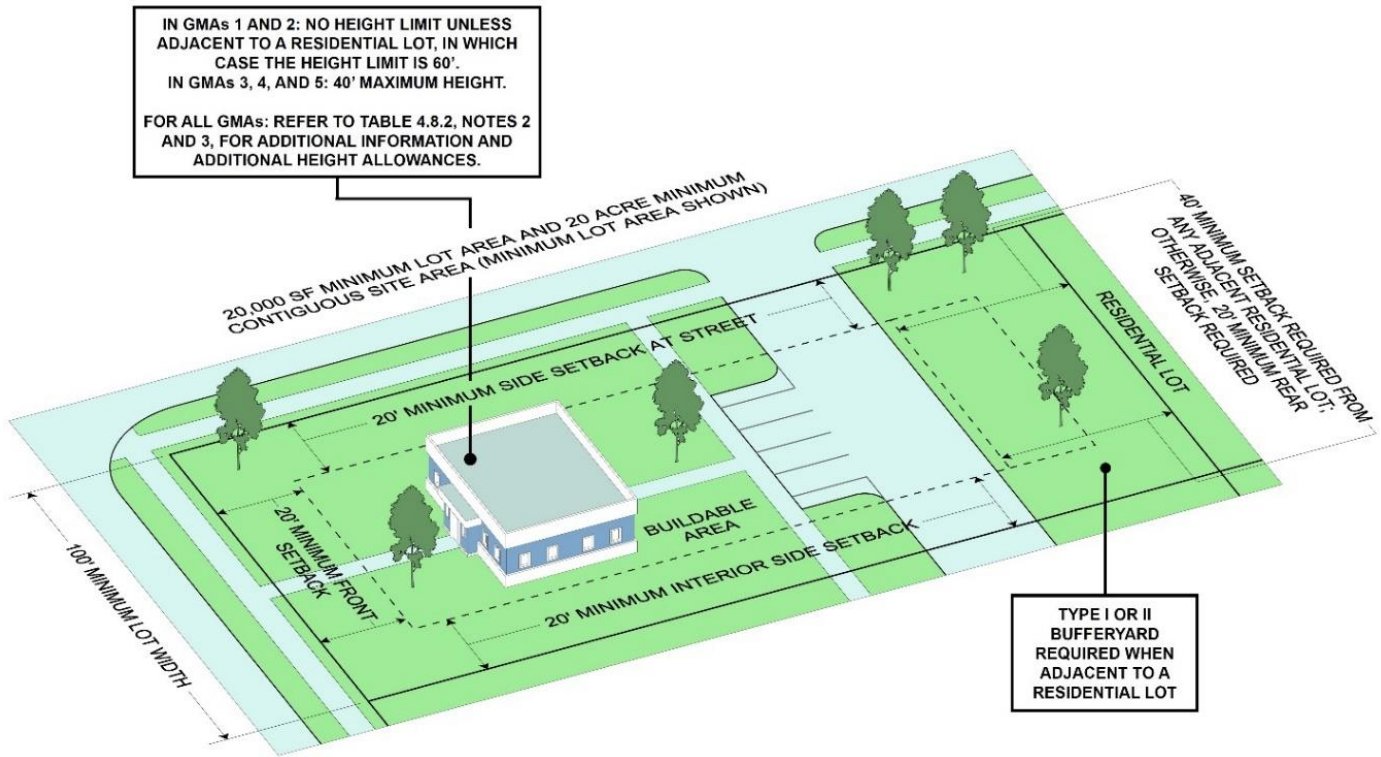 IN GMAs 1 AND 2: NO HEIGHT LIMIT UNLESS
ADJACENT TO A RESIDENTIAL LOT, IN WHICH
CASE THE HEIGHT LIMIT IS 60'.
IN GMAs 3, 4, AND 5: 40' MAXIMUM HEIGHT.
FOR ALL GMAs: REFER TO TABLE 4.8.2, NOTES 2
AND 3, FOR ADDITIONAL INFORMATION AND
ADDITIONAL HEIGHT ALLOWANCES.
20,000 SF MINIMUM LOT AREA AND 20 ACRE MINIMUM
CONTIGUOUS SITE AREA (MINIMUM LOT AREA SHOWN)
40' MINIMUM SETBACK REQUIRED FROM
ANY ADJACENT RESIDENTIAL LOT;
OTHERWISE, 20' MINIMUM REAR
SETBACK REQUIRED
RESIDENTIAL LOT
20' MINIMUM SIDE SETBACK AT STREET
20' MINIMUM FRONT
SETBACK
BUILDABLE
AREA
20' MINIMUM INTERIOR SIDE SETBACK
100' MINIMUM LOT WIDTH
TYPE I OR II
BUFFERYARD
REQUIRED WHEN
ADJACENT TO A
RESIDENTIAL LOT